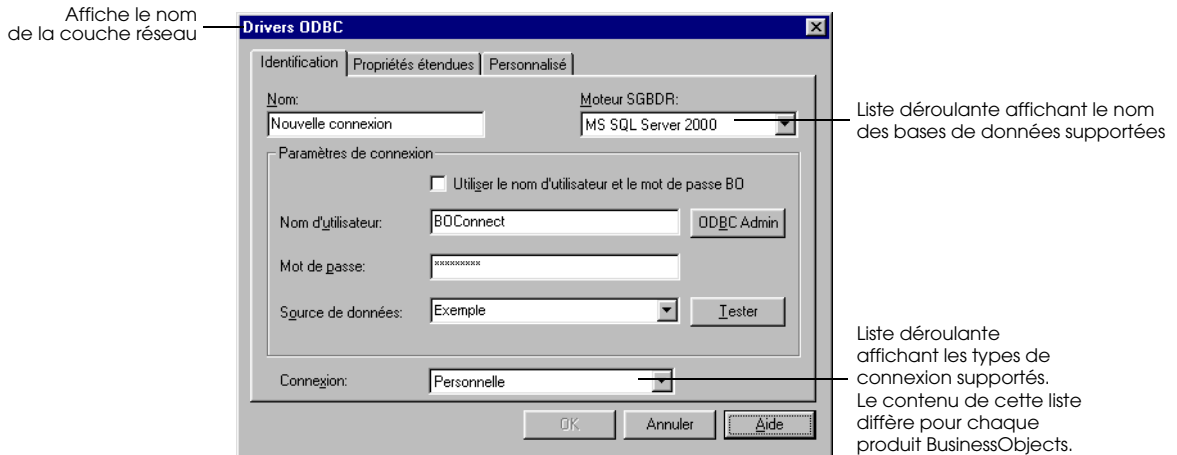 Affiche le nom
de la couche réseau
Drivers ODBC
Identification Propriétés étendues Personnalisé
Nom: Moteur SGBDR:
Nouvelle connexion MS SQL Server 2000
Liste déroulante affichant le nom
des bases de données supportées
Paramètres de connexion
Utiliser le nom d'utilisateur et le mot de passe BO
Nom d'utilisateur: BOConnect ODBC Admin
Mot de passe: *********
Source de données: Exemple Tester
Connexion: Personnelle
Liste déroulante
affichant les types de
connexion supportés.
Le contenu de cette liste
diffère pour chaque
produit BusinessObjects.
OK Annuler Aide